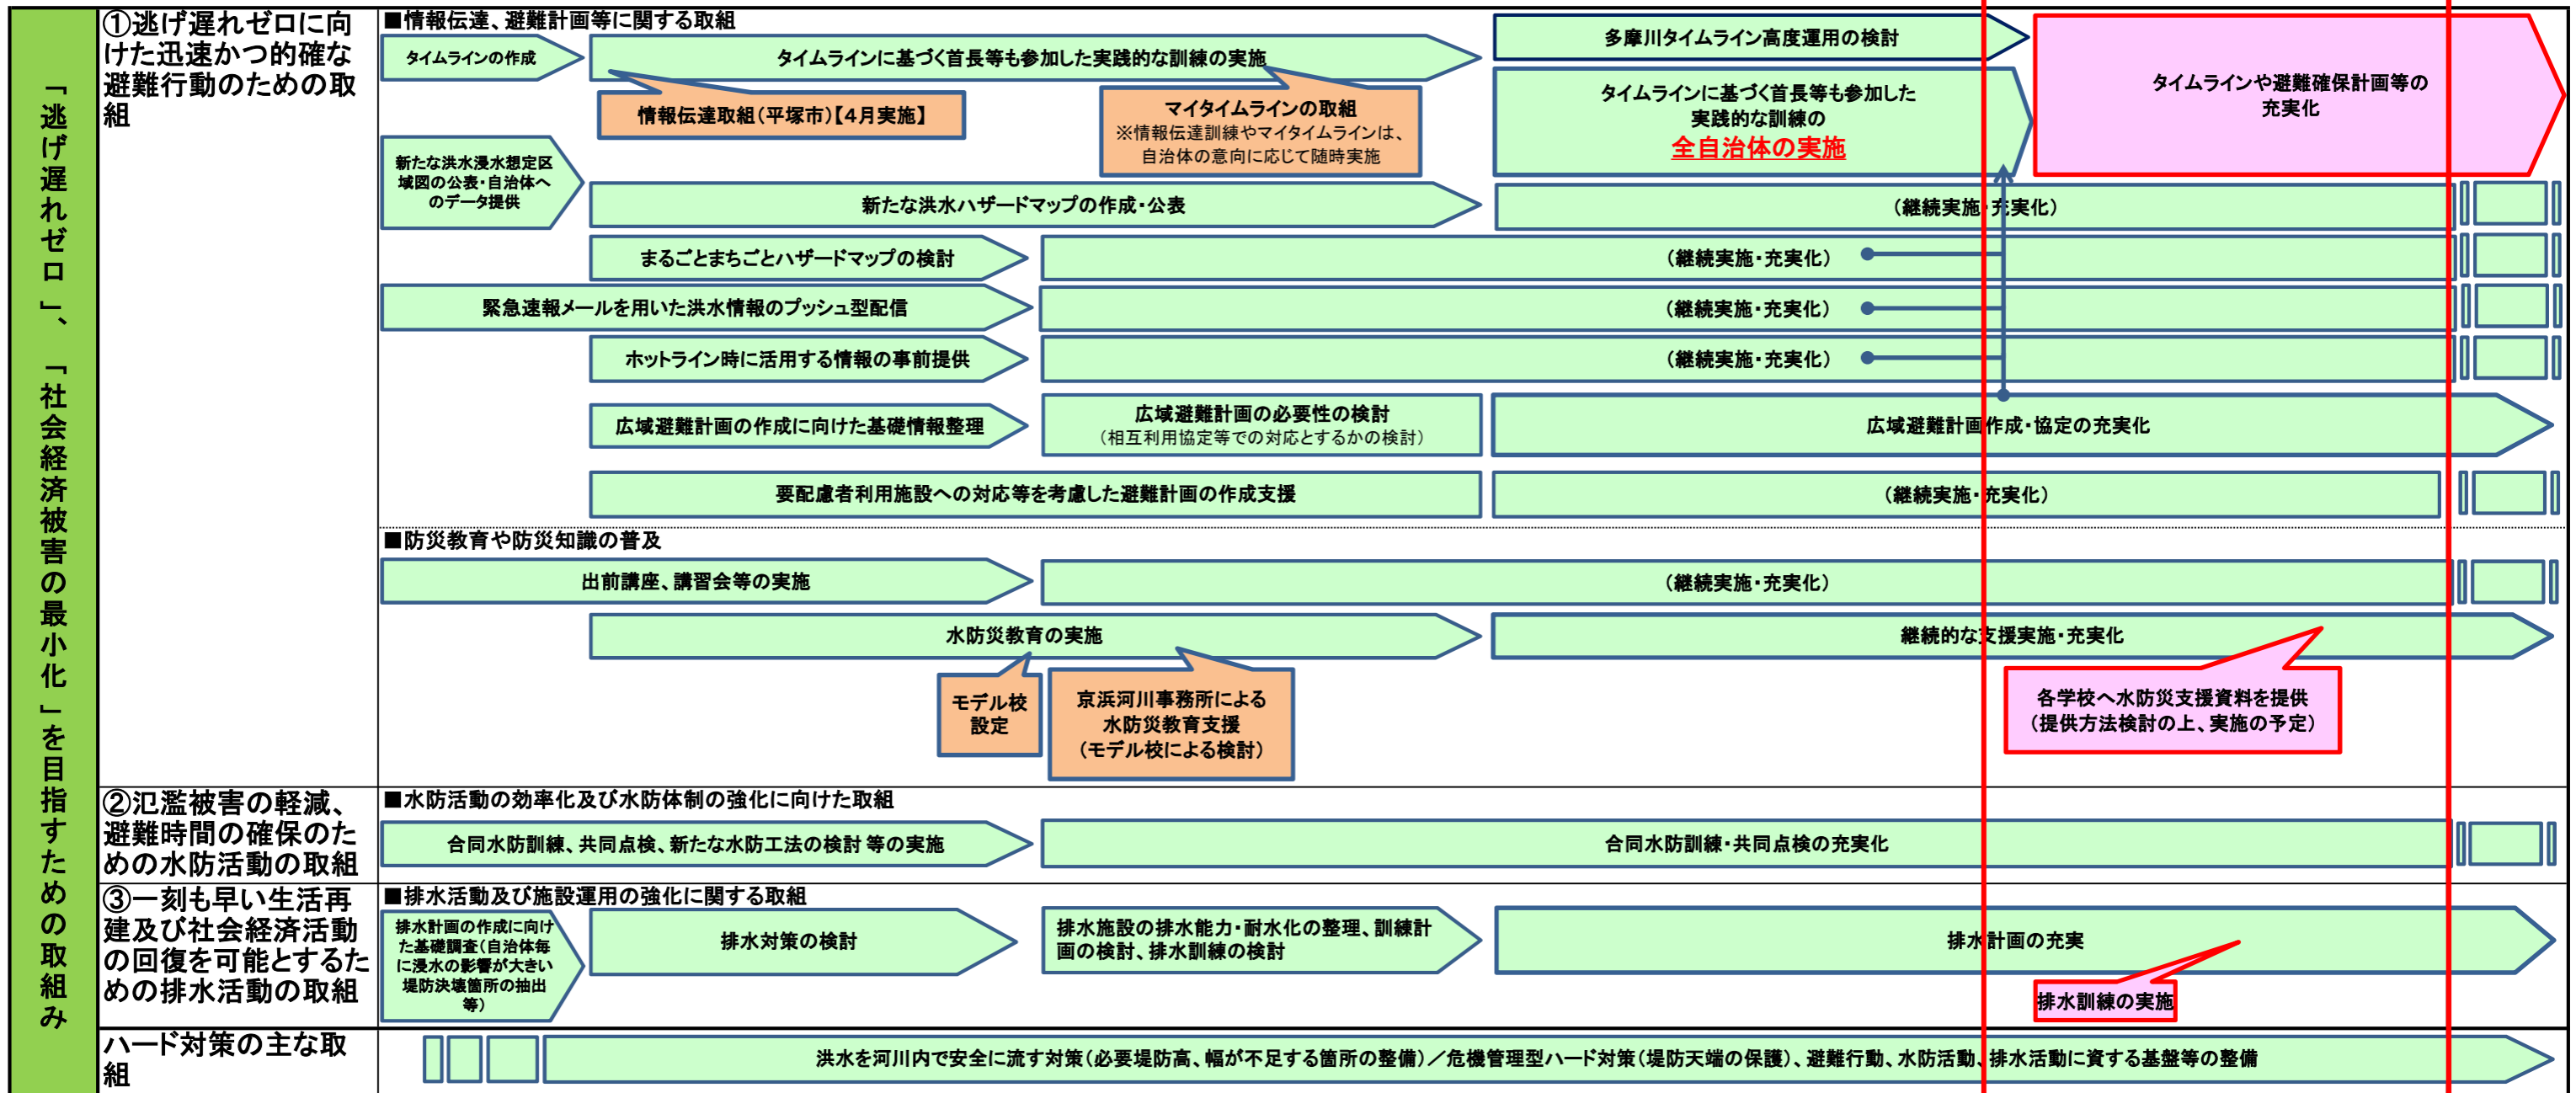 「逃げ遅れゼロ」、「社会経済被害の最小化」を目指すための取組み
①逃げ遅れゼロに向
けた迅速かつ的確な
避難行動のための取
組
■情報伝達、避難計画等に関する取組
タイムラインの作成
タイムラインに基づく首長等も参加した実践的な訓練の実施
多摩川タイムライン高度運用の検討
タイムラインや避難確保計画等の
充実化
情報伝達取組(平塚市)【4月実施】
マイタイムラインの取組
※情報伝達訓練やマイタイムラインは、
自治体の意向に応じて随時実施
タイムラインに基づく首長等も参加した
実践的な訓練の
全自治体の実施
新たな洪水浸水想定区
域図の公表・自治体へ
のデータ提供
新たな洪水ハザードマップの作成・公表
(継続実施・充実化)
まるごとまちごとハザードマップの検討
(継続実施・充実化)
緊急速報メールを用いた洪水情報のプッシュ型配信
(継続実施・充実化)
ホットライン時に活用する情報の事前提供
(継続実施・充実化)
広域避難計画の作成に向けた基礎情報整理
広域避難計画の必要性の検討
(相互利用協定等での対応とするかの検討)
広域避難計画作成・協定の充実化
要配慮者利用施設への対応等を考慮した避難計画の作成支援
(継続実施・充実化)
■防災教育や防災知識の普及
出前講座、講習会等の実施
(継続実施・充実化)
水防災教育の実施
継続的な支援実施・充実化
モデル校
設定
京浜河川事務所による
水防災教育支援
(モデル校による検討)
各学校へ水防災支援資料を提供
(提供方法検討の上、実施の予定)
②氾濫被害の軽減、
避難時間の確保のた
めの水防活動の取組
■水防活動の効率化及び水防体制の強化に向けた取組
合同水防訓練、共同点検、新たな水防工法の検討 等の実施
合同水防訓練・共同点検の充実化
③一刻も早い生活再
建及び社会経済活動
の回復を可能とするた
めの排水活動の取組
■排水活動及び施設運用の強化に関する取組
排水計画の作成に向け
た基礎調査(自治体毎
に浸水の影響が大きい
堤防決壊箇所の抽出
等)
排水対策の検討
排水施設の排水能力・耐水化の整理、訓練計
画の検討、排水訓練の検討
排水計画の充実
排水訓練の実施
ハード対策の主な取
組
洪水を河川内で安全に流す対策(必要堤防高、幅が不足する箇所の整備)/危機管理型ハード対策(堤防天端の保護)、避難行動、水防活動、排水活動に資する基盤等の整備